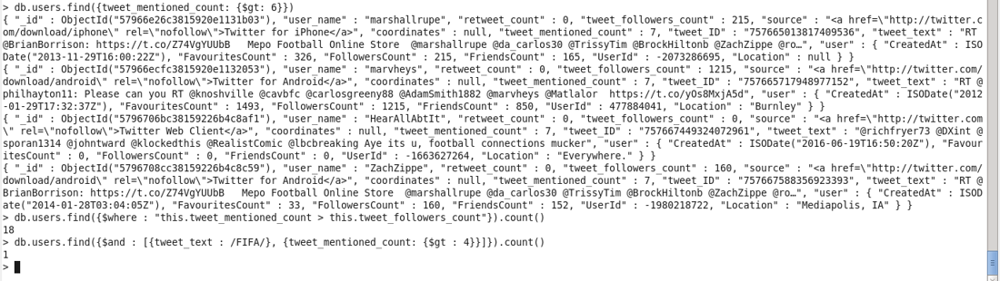 > db.users.find({tweet_mentioned_count: {$gt: 6}})
{ "_id" : ObjectId("57966e26c3815920e1131b03"), "user_name" : "marshallrupe", "retweet_count" : 0, "tweet_followers_count" : 215, "source" : "<a href=\"http://twitter.c
om/download/iphone\" rel=\"nofollow\">Twitter for iPhone</a>", "coordinates" : null, "tweet_mentioned_count" : 7, "tweet_ID" : "757665013817409536", "tweet_text" : "RT
@BrianBorrison: https://t.co/Z74VgYUUbB   Mepo Football Online Store  @marshallrupe @da_carlos30 @TrissyTim @BrockHiltonb @ZachZippe @ro…", "user" : { "CreatedAt" : ISO
Date("2013-11-29T16:00:22Z"), "FavouritesCount" : 326, "FollowersCount" : 215, "FriendsCount" : 165, "UserId" : -2073286695, "Location" : null } }
{ "_id" : ObjectId("57966ecfc3815920e1132053"), "user_name" : "marvheys", "retweet_count" : 0, "tweet_followers_count" : 1215, "source" : "<a href=\"http://twitter.com/
download/android\" rel=\"nofollow\">Twitter for Android</a>", "coordinates" : null, "tweet_mentioned_count" : 7, "tweet_ID" : "757665717948977152", "tweet_text" : "RT @
philhayton11: Please can you RT @knoshville @cavbfc @carlosgreeny88 @AdamSmith1882 @marvheys @Matlalor  https://t.co/yOs8MxjA5d", "user" : { "CreatedAt" : ISODate("2012
-01-29T17:32:37Z"), "FavouritesCount" : 1493, "FollowersCount" : 1215, "FriendsCount" : 850, "UserId" : 477884041, "Location" : "Burnley" } }
{ "_id" : ObjectId("5796706bc38159226b4c8af1"), "user_name" : "HearAllAbtIt", "retweet_count" : 0, "tweet_followers_count" : 0, "source" : "<a href=\"http://twitter.com
\" rel=\"nofollow\">Twitter Web Client</a>", "coordinates" : null, "tweet_mentioned_count" : 7, "tweet_ID" : "757667449324072961", "tweet_text" : "@richfryer73 @DXint @
sporan1314 @johntward @klockedthis @RealistComic @lbcbreaking Aye its u, football connections mucker", "user" : { "CreatedAt" : ISODate("2016-06-19T16:50:20Z"), "Favour
itesCount" : 0, "FollowersCount" : 0, "FriendsCount" : 0, "UserId" : -1663627264, "Location" : "Everywhere." } }
{ "_id" : ObjectId("5796708cc38159226b4c8c59"), "user_name" : "ZachZippe", "retweet_count" : 0, "tweet_followers_count" : 160, "source" : "<a href=\"http://twitter.com/
download/android\" rel=\"nofollow\">Twitter for Android</a>", "coordinates" : null, "tweet_mentioned_count" : 7, "tweet_ID" : "757667588356923393", "tweet_text" : "RT @
BrianBorrison: https://t.co/Z74VgYUUbB   Mepo Football Online Store  @marshallrupe @da_carlos30 @TrissyTim @BrockHiltonb @ZachZippe @ro…", "user" : { "CreatedAt" : ISOD
ate("2014-01-28T03:04:05Z"), "FavouritesCount" : 33, "FollowersCount" : 160, "FriendsCount" : 152, "UserId" : -1980218722, "Location" : "Mediapolis, IA" } }
> db.users.find({$where : "this.tweet_mentioned_count > this.tweet_followers_count"}).count()
18
> db.users.find({$and : [{tweet_text : /FIFA/}, {tweet_mentioned_count: {$gt : 4}}]}).count()
1
>